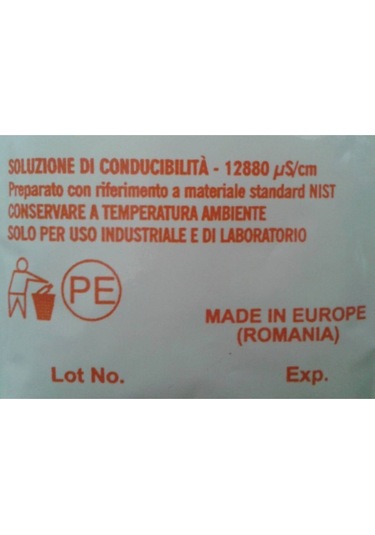 SOLUZIONE DI CONDUCIBILITÀ - 12880 µS/cm
Preparato con riferimento a materiale standard NIST
CONSERVARE A TEMPERATURA AMBIENTE
SOLO PER USO INDUSTRIALE E DI LABORATORIO
PE
MADE IN EUROPE
(ROMANIA)
Lot No. Exp.